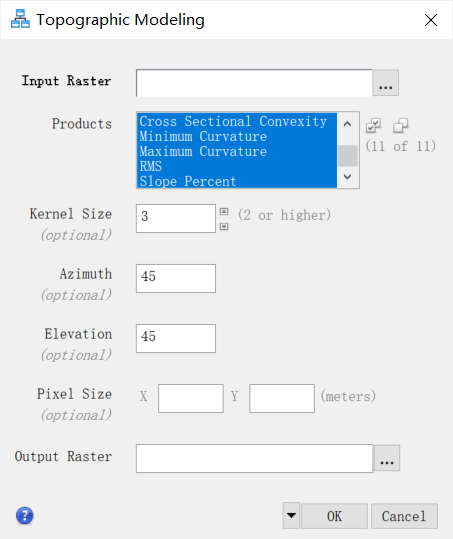 Topographic Modeling
Input Raster
...
Products
Cross Sectional Convexity
Minimum Curvature
Maximum Curvature
RMS
Slope Percent
(11 of 11)
Kernel Size
(optional)
3
(2 or higher)
Azimuth
(optional)
45
Elevation
(optional)
45
Pixel Size
(optional)
X
Y
(meters)
Output Raster
...
?
OK
Cancel